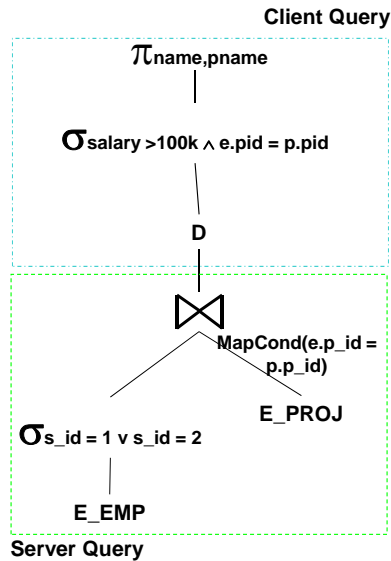 Client Query
πname,pname
σsalary >100k ∧ e.pid = p.pid
D
MapCond(e.p_id =
p.p_id)
E_PROJ
σs_id = 1 v s_id = 2
E_EMP
Server Query